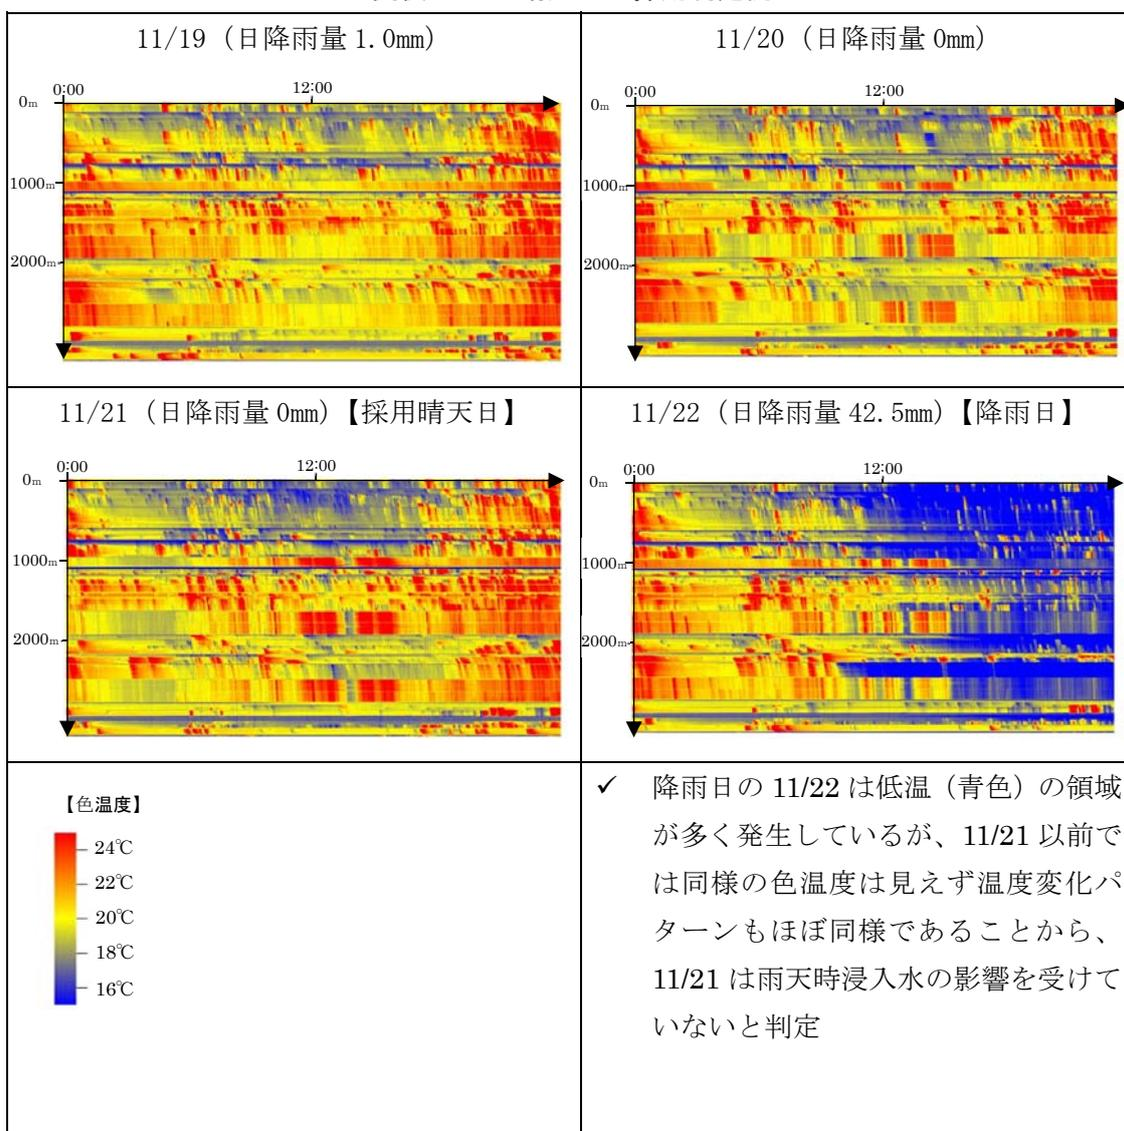 11/19 (日降雨量 1.0mm)
0:00
12:00
0m
1000m
2000m
11/20 (日降雨量 0mm)
0:00
12:00
0m
1000m
2000m
11/21 (日降雨量 0mm)【採用晴天日】
0:00
12:00
0m
1000m
2000m
11/22 (日降雨量 42.5mm)【降雨日】
0:00
12:00
0m
1000m
2000m
【色温度】
24℃
22℃
20℃
18℃
16℃
✓ 降雨日の 11/22 は低温（青色）の領域
が多く発生しているが、11/21 以前で
は同様の色温度は見えず温度変化パ
ターンもほぼ同様であることから、
11/21 は雨天時浸入水の影響を受けて
いないと判定